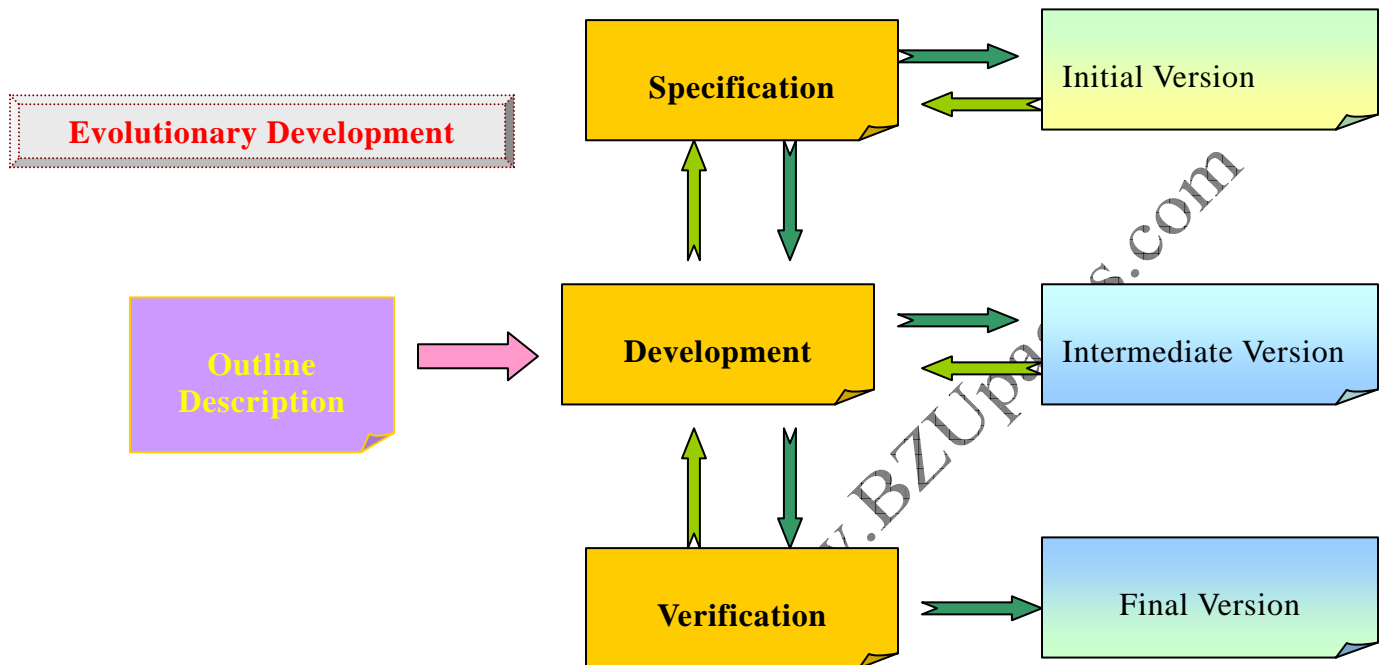 Evolutionary Development
Specification
Initial Version
Outline
Description
Development
Intermediate Version
Verification
Final Version